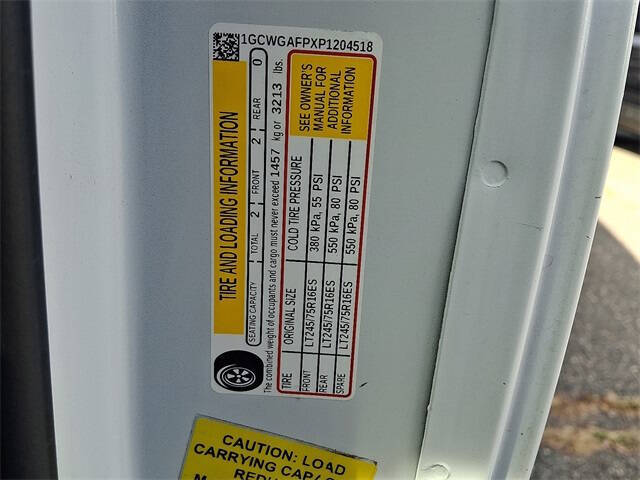 1GCWGAFPXP1204518
TIRE AND LOADING INFORMATION
SEATING CAPACITY TOTAL 2 FRONT 2 REAR 0
The combined weight of occupants and cargo must never exceed 1457 kg or 3213 lbs.
TIRE ORIGINAL SIZE COLD TIRE PRESSURE
FRONT LT245/75R16ES 380 kPa, 55 PSI
REAR LT245/75R16ES 550 kPa, 80 PSI
SPARE LT245/75R16ES 550 kPa, 80 PSI
SEE OWNER'S
MANUAL FOR
ADDITIONAL
INFORMATION
CAUTION: LOAD
CARRYING CAPAC
REDU